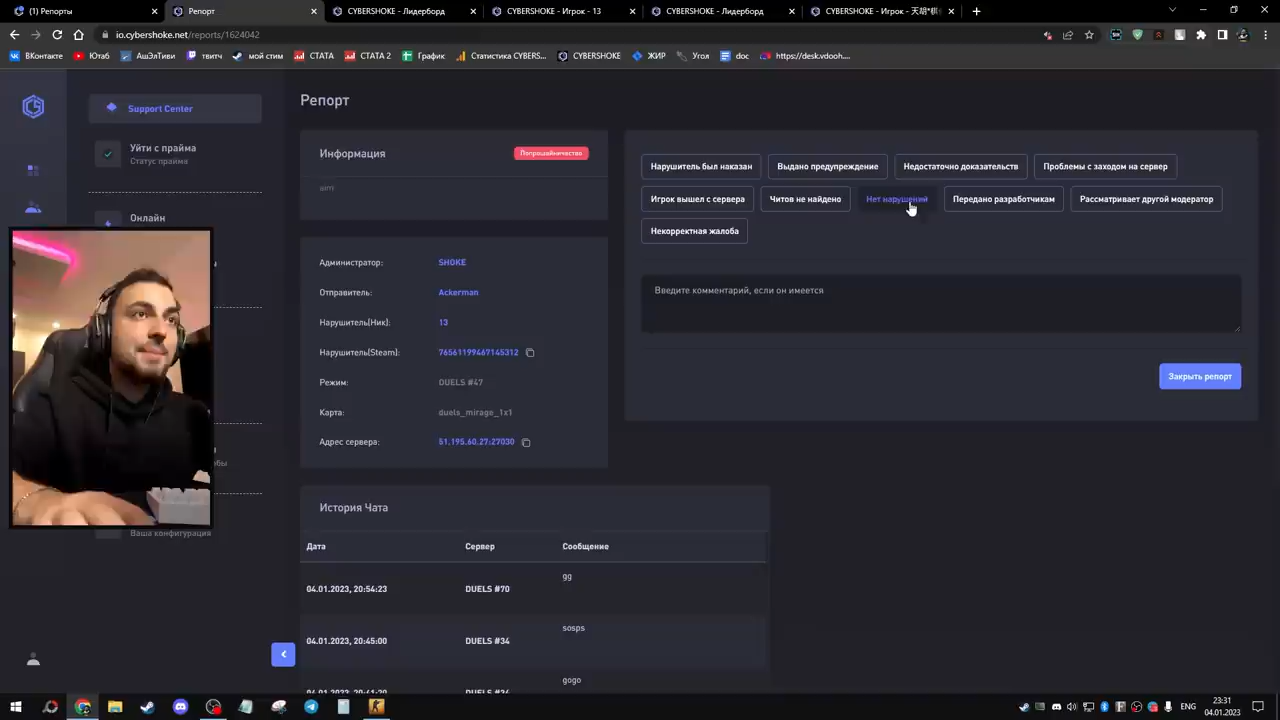 (1) Репорты
Репорт
CYBERSHOKE - Лидерборд
CYBERSHOKE - Игрок - 13
CYBERSHOKE - Лидерборд
io.cybershoke.net/reports/1624042
ВКонтакте
АшЭлТиви
твитч
мой стим
СТАТА
СТАТА 2
График
Статистика CYBERS...
CYBERSHOKE
ЖИР
Угол
doc
https://desk.vdooh...
Support Center
Уйти с прайма
Статус прайма
Онлайн
Ваша конфигурация
Репорт
Информация
Попрошайничество
Администратор:
SHOKE
Отправитель:
Ackerman
Нарушитель(Ник):
13
Нарушитель(Steam):
76561199467145312
Режим:
DUELS #47
Карта:
duels_mirage_1x1
Адрес сервера:
51.195.60.27:27030
Нарушитель был наказан
Выдано предупреждение
Недостаточно доказательств
Проблемы с заходом на сервер
Игрок вышел с сервера
Читов не найдено
Нет нарушений
Передано разработчикам
Рассматривает другой модератор
Некорректная жалоба
Введите комментарий, если он имеется
Закрыть репорт
История Чата
Дата
Сервер
Сообщение
04.01.2023, 20:54:23
DUELS #70
gg
04.01.2023, 20:45:00
DUELS #34
sosps
gogo
ENG
23:31
04.01.2023